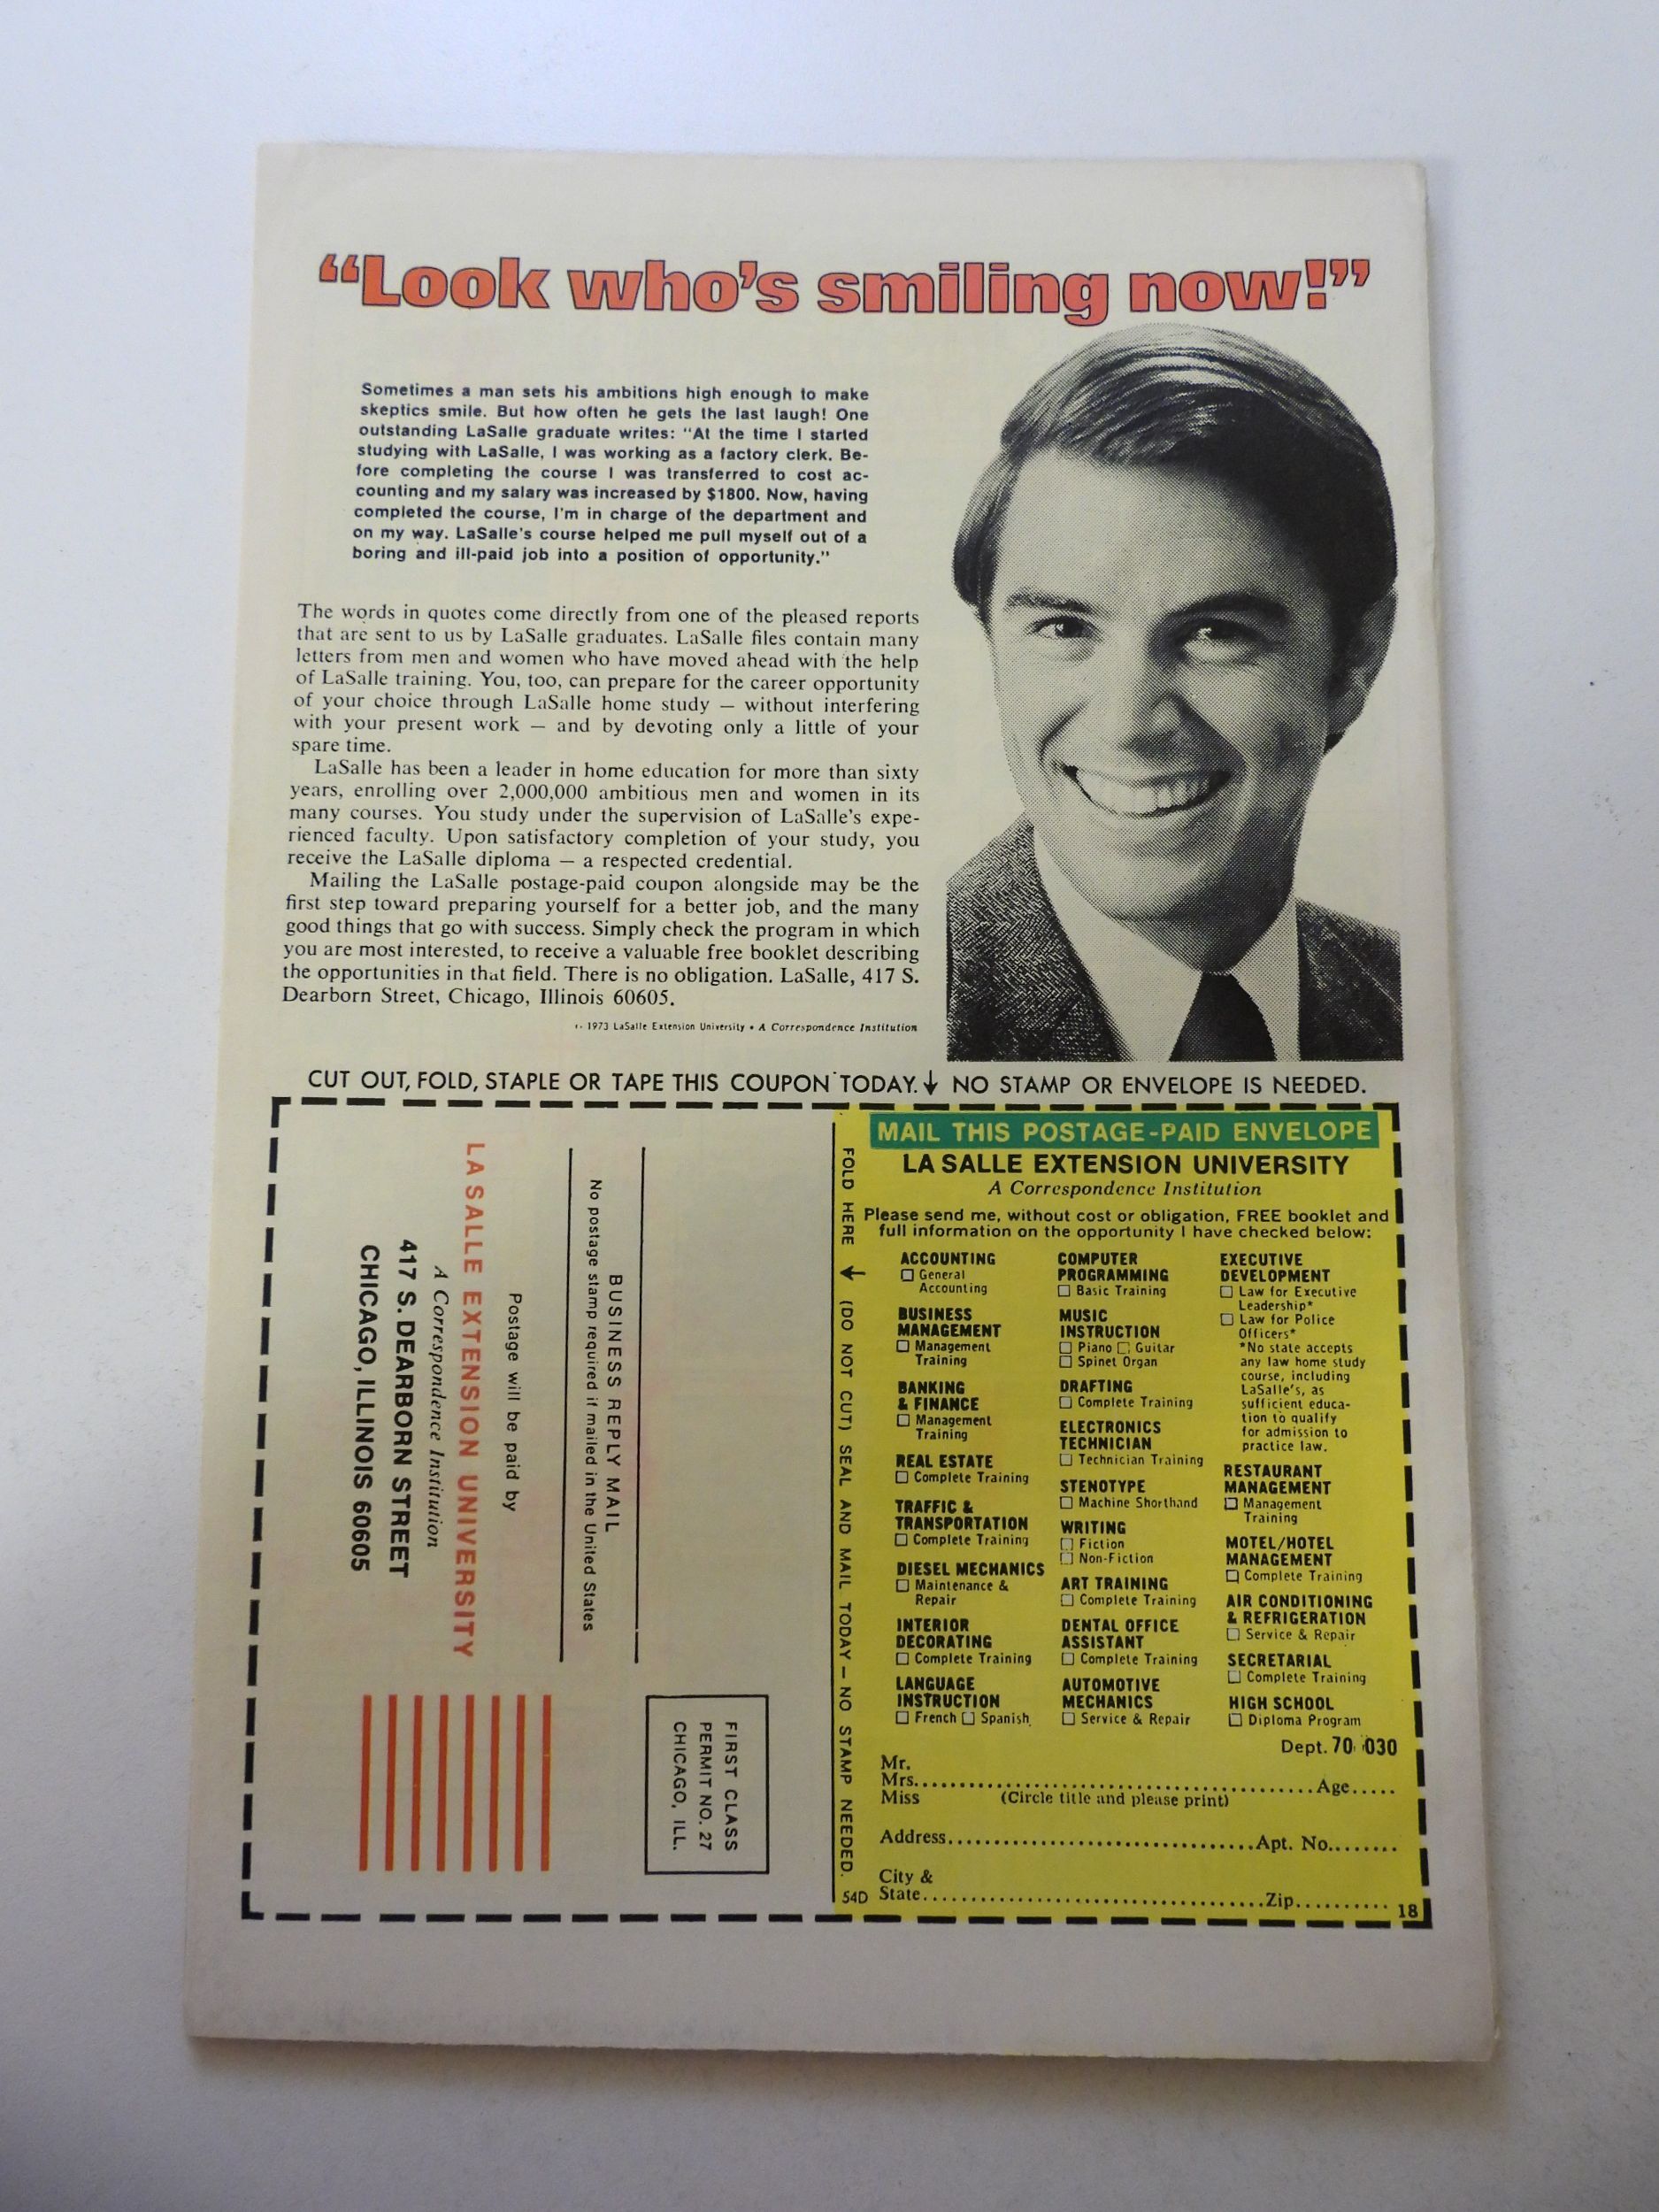 “Look who’s smiling now!”
Sometimes a man sets his ambitions high enough to make
skeptics smile. But how often he gets the last laugh! One
outstanding LaSalle graduate writes: “At the time I started
studying with LaSalle, I was working as a factory clerk. Be-
fore completing the course I was transferred to cost ac-
counting and my salary was increased by $1800. Now, having
completed the course, I’m in charge of the department and
on my way. LaSalle’s course helped me pull myself out of a
boring and ill-paid job into a position of opportunity.”
The words in quotes come directly from one of the pleased reports
that are sent to us by LaSalle graduates. LaSalle files contain many
letters from men and women who have moved ahead with the help
of LaSalle training. You, too, can prepare for the career opportunity
of your choice through LaSalle home study — without interfering
with your present work — and by devoting only a little of your
spare time.
LaSalle has been a leader in home education for more than sixty
years, enrolling over 2,000,000 ambitious men and women in its
many courses. You study under the supervision of LaSalle’s expe-
rienced faculty. Upon satisfactory completion of your study, you
receive the LaSalle diploma — a respected credential.
Mailing the LaSalle postage-paid coupon alongside may be the
first step toward preparing yourself for a better job, and the many
good things that go with success. Simply check the program in which
you are most interested, to receive a valuable free booklet describing
the opportunities in that field. There is no obligation. LaSalle, 417 S.
Dearborn Street, Chicago, Illinois 60605.
1973 LaSalle Extension University • A Correspondence Institution
CUT OUT, FOLD, STAPLE OR TAPE THIS COUPON TODAY. ↓ NO STAMP OR ENVELOPE IS NEEDED.
FIRST CLASS
PERMIT NO. 27
CHICAGO, ILL.
BUSINESS REPLY MAIL
No postage stamp required if mailed in the United States
Postage will be paid by
LASALLE EXTENSION UNIVERSITY
A Correspondence Institution
417 S. DEARBORN STREET
CHICAGO, ILLINOIS 60605
FOLD HERE ↓ (DO NOT CUT) SEAL AND MAIL TODAY — NO STAMP NEEDED.
54D
MAIL THIS POSTAGE-PAID ENVELOPE
LA SALLE EXTENSION UNIVERSITY
A Correspondence Institution
Please send me, without cost or obligation, FREE booklet and
full information on the opportunity I have checked below:
ACCOUNTING
☐ General
Accounting
BUSINESS
MANAGEMENT
☐ Management
Training
BANKING
& FINANCE
☐ Management
Training
REAL ESTATE
☐ Complete Training
TRAFFIC &
TRANSPORTATION
☐ Complete Training
DIESEL MECHANICS
☐ Maintenance &
Repair
INTERIOR
DECORATING
☐ Complete Training
LANGUAGE
INSTRUCTION
☐ French ☐ Spanish
COMPUTER
PROGRAMMING
☐ Basic Training
MUSIC
INSTRUCTION
☐ Piano ☐ Guitar
☐ Spinet Organ
DRAFTING
☐ Complete Training
ELECTRONICS
TECHNICIAN
☐ Technician Training
STENOTYPE
☐ Machine Shorthand
WRITING
☐ Fiction
☐ Non-Fiction
ART TRAINING
☐ Complete Training
DENTAL OFFICE
ASSISTANT
☐ Complete Training
AUTOMOTIVE
MECHANICS
☐ Service & Repair
EXECUTIVE
DEVELOPMENT
☐ Law for Executive
Leadership*
☐ Law for Police
Officers*
*No state accepts
any law home study
course, including
LaSalle’s, as
sufficient educa-
tion to qualify
for admission to
practice law.
RESTAURANT
MANAGEMENT
☐ Management
Training
MOTEL/HOTEL
MANAGEMENT
☐ Complete Training
AIR CONDITIONING
& REFRIGERATION
☐ Service & Repair
SECRETARIAL
☐ Complete Training
HIGH SCHOOL
☐ Diploma Program
Dept. 70 030
Mr.
Mrs. Age
Miss (Circle title and please print)
Address Apt. No.
City &
State Zip
18